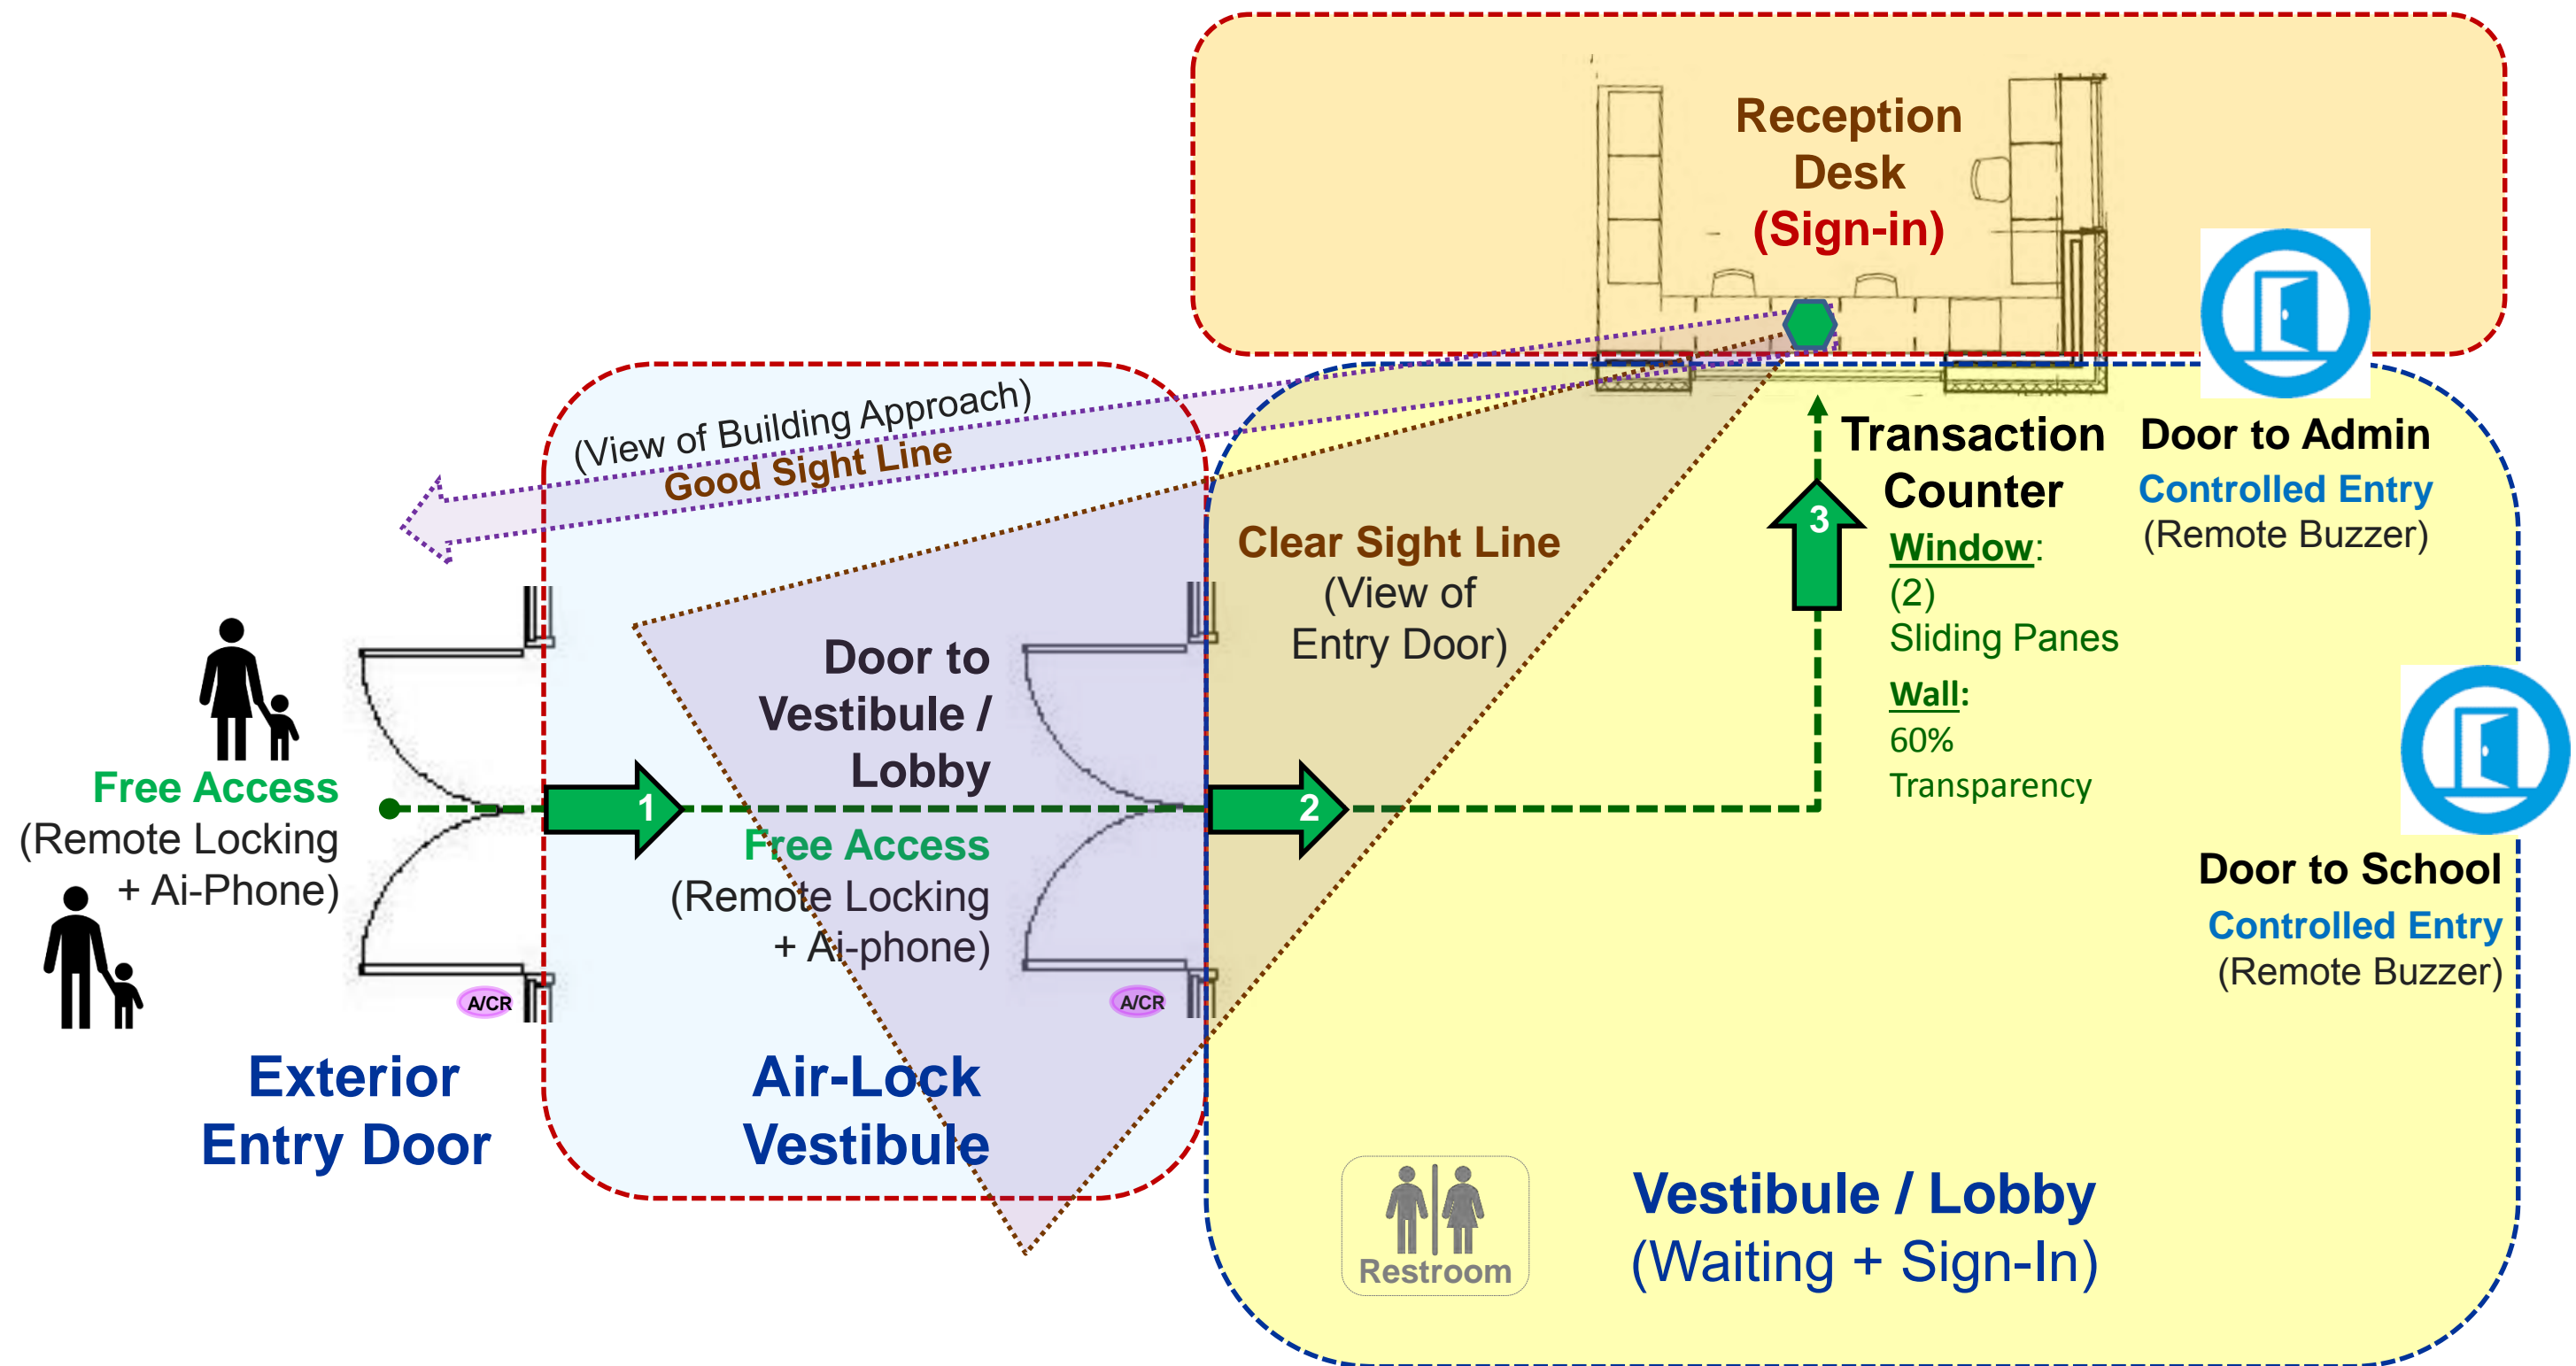 Reception
Desk
(Sign-in)
(View of Building Approach)
Good Sight Line
Transaction
Counter
Window:
(2)
Sliding Panes
Wall:
60%
Transparency
Door to Admin
Controlled Entry
(Remote Buzzer)
3
Clear Sight Line
(View of
Entry Door)
Door to
Vestibule /
Lobby
Free Access
(Remote Locking
+ Ai-phone)
Free Access
(Remote Locking
+ Ai-Phone)
1
2
Door to School
Controlled Entry
(Remote Buzzer)
A/CR
A/CR
Exterior
Entry Door
Air-Lock
Vestibule
Restroom
Vestibule / Lobby
(Waiting + Sign-In)